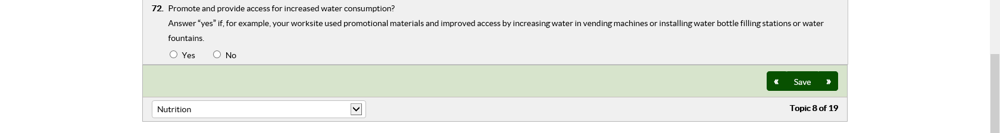 72. Promote and provide access for increased water consumption?
Answer “yes” if, for example, your worksite used promotional materials and improved access by increasing water in vending machines or installing water bottle filling stations or water
fountains.
Yes No
« Save »
Nutrition Topic 8 of 19